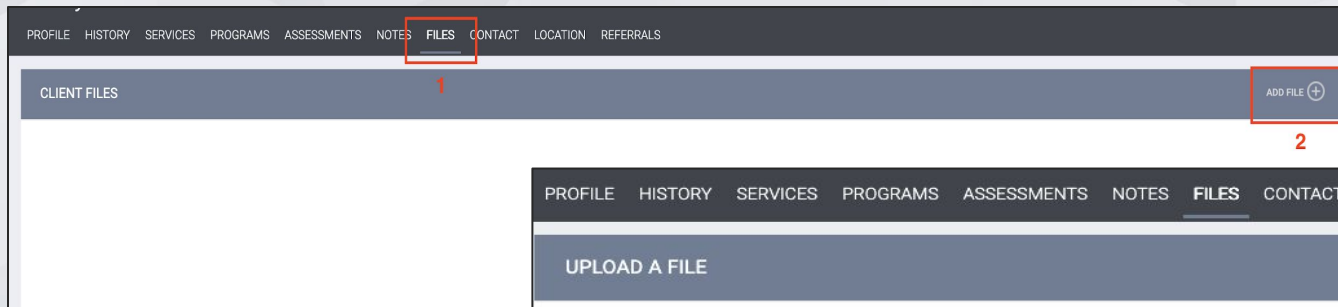 PROFILE HISTORY SERVICES PROGRAMS ASSESSMENTS NOTES FILES CONTACT LOCATION REFERRALS
1
CLIENT FILES
ADD FILE
2
PROFILE HISTORY SERVICES PROGRAMS ASSESSMENTS NOTES FILES CONTACT
UPLOAD A FILE